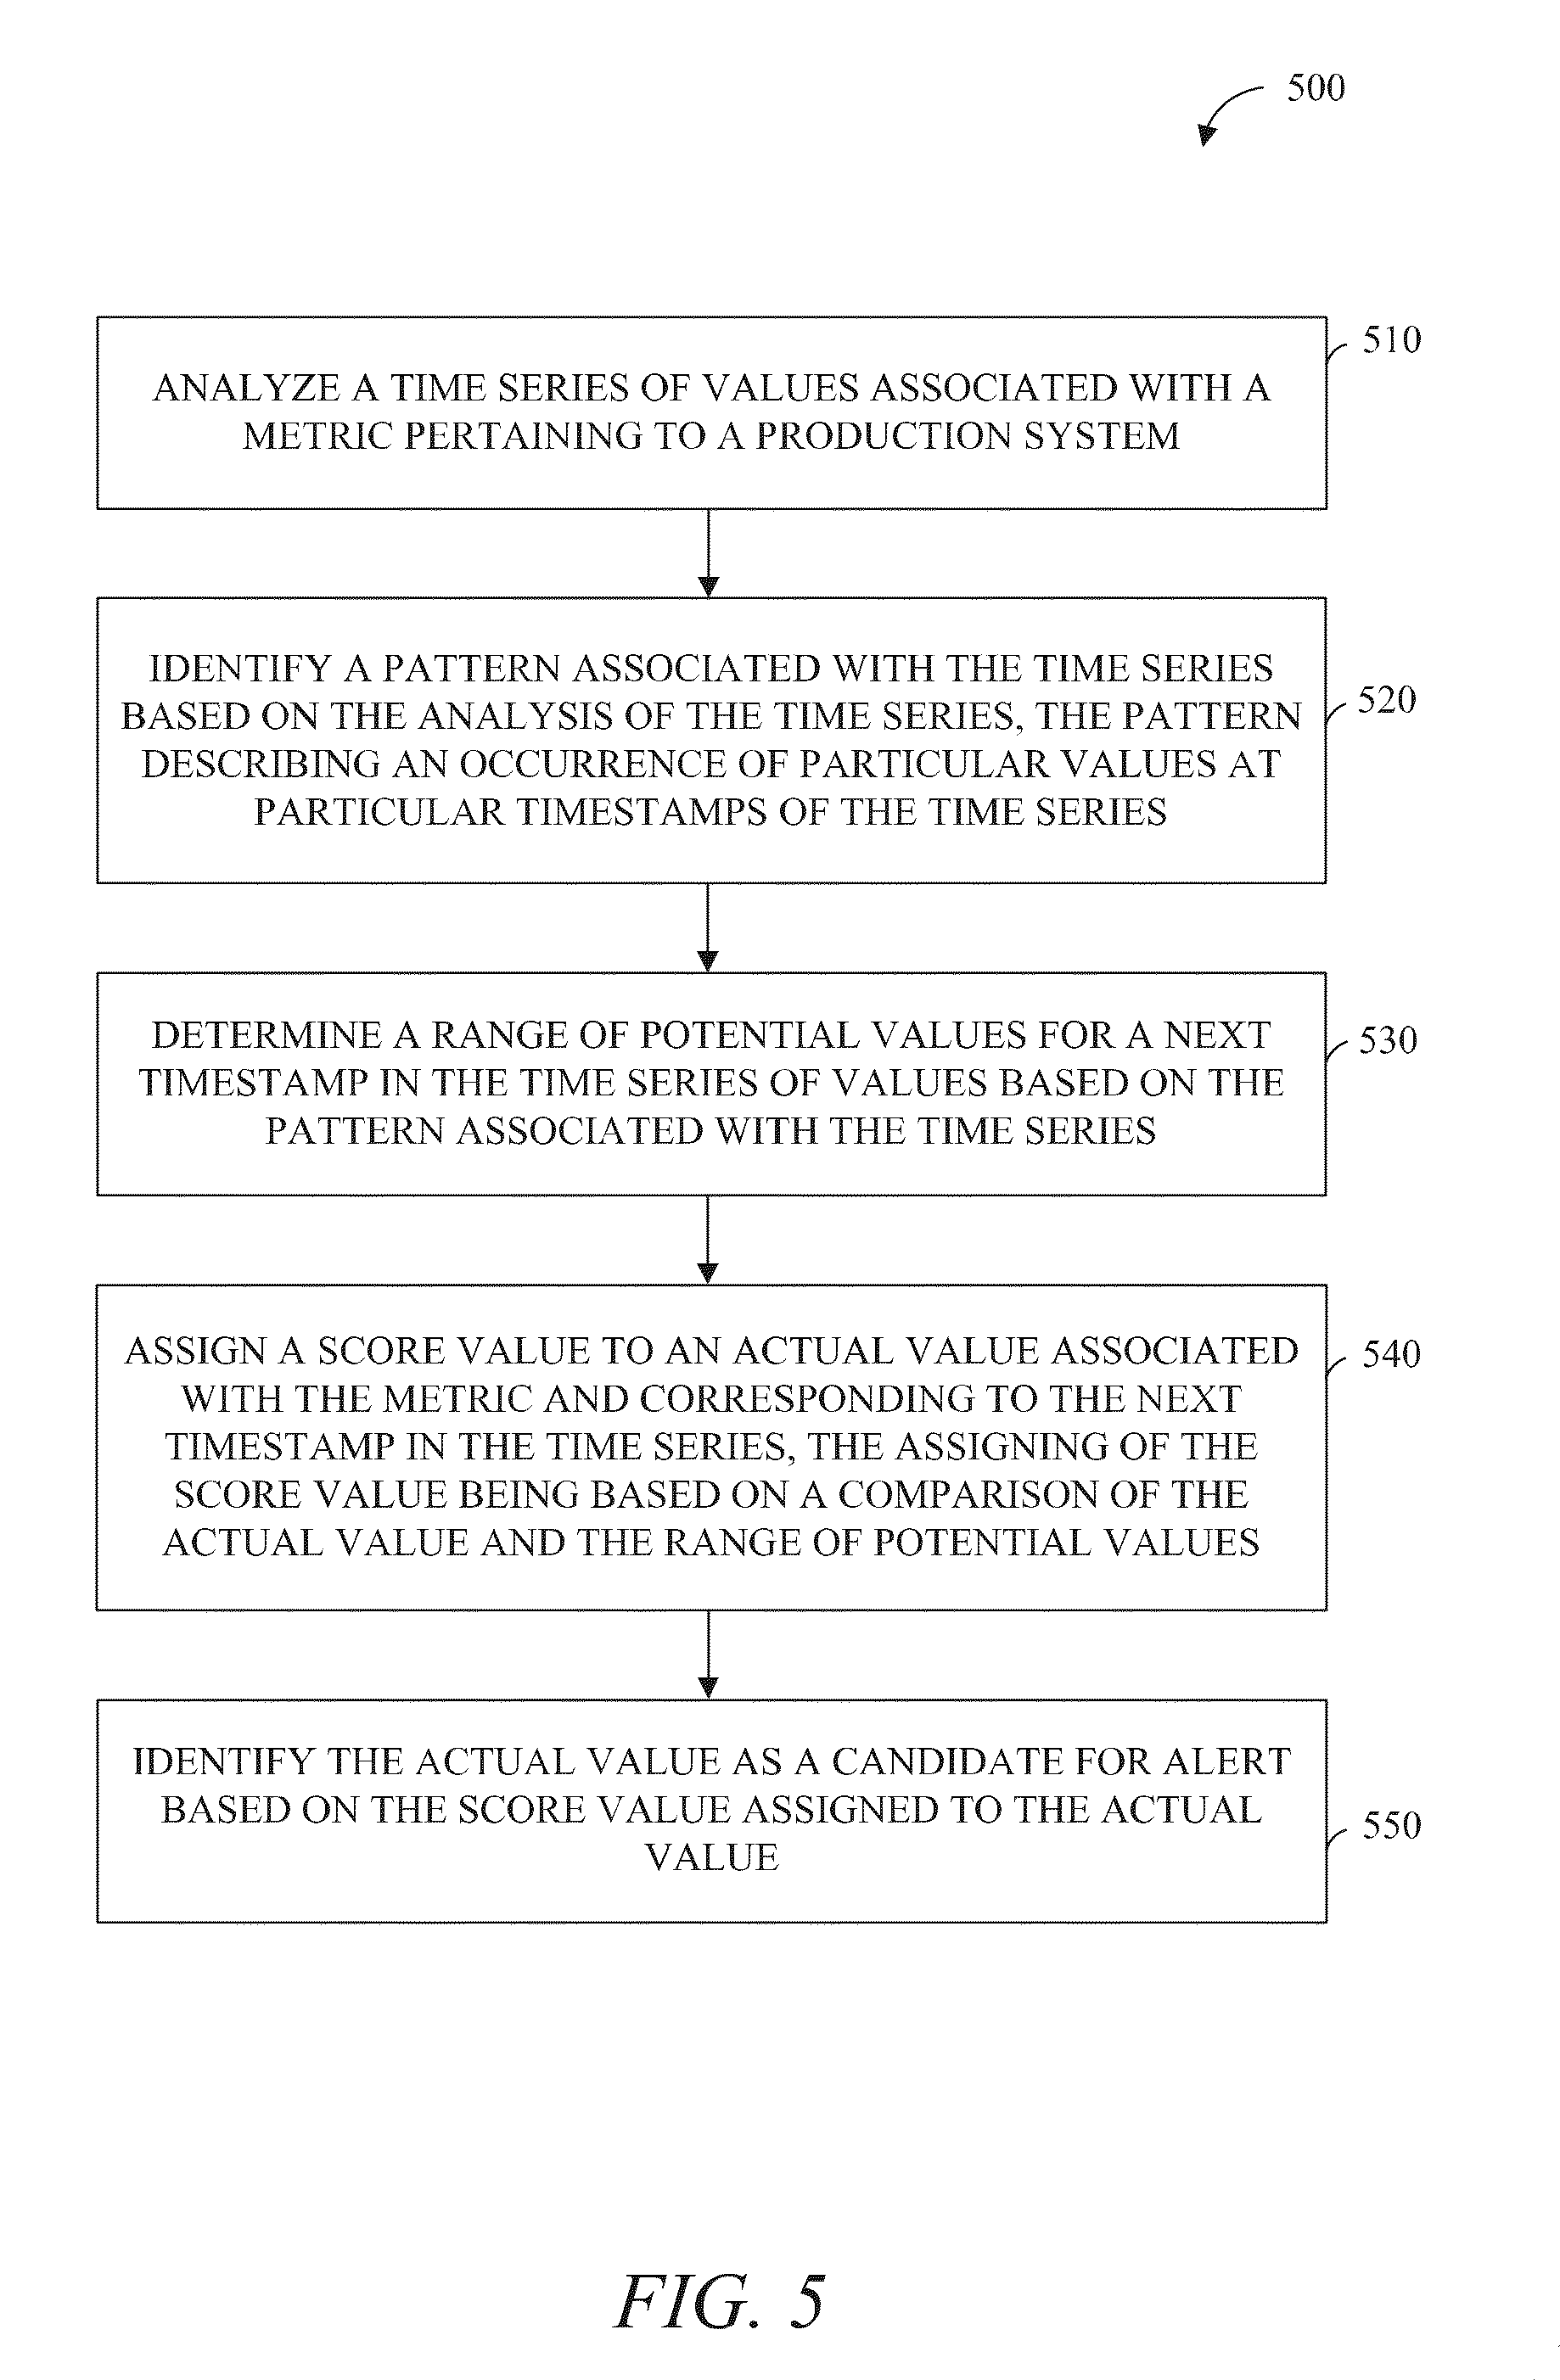 500
510
ANALYZE A TIME SERIES OF VALUES ASSOCIATED WITH A
METRIC PERTAINING TO A PRODUCTION SYSTEM
520
IDENTIFY A PATTERN ASSOCIATED WITH THE TIME SERIES
BASED ON THE ANALYSIS OF THE TIME SERIES, THE PATTERN
DESCRIBING AN OCCURRENCE OF PARTICULAR VALUES AT
PARTICULAR TIMESTAMPS OF THE TIME SERIES
530
DETERMINE A RANGE OF POTENTIAL VALUES FOR A NEXT
TIMESTAMP IN THE TIME SERIES OF VALUES BASED ON THE
PATTERN ASSOCIATED WITH THE TIME SERIES
540
ASSIGN A SCORE VALUE TO AN ACTUAL VALUE ASSOCIATED
WITH THE METRIC AND CORRESPONDING TO THE NEXT
TIMESTAMP IN THE TIME SERIES, THE ASSIGNING OF THE
SCORE VALUE BEING BASED ON A COMPARISON OF THE
ACTUAL VALUE AND THE RANGE OF POTENTIAL VALUES
550
IDENTIFY THE ACTUAL VALUE AS A CANDIDATE FOR ALERT
BASED ON THE SCORE VALUE ASSIGNED TO THE ACTUAL
VALUE
FIG. 5